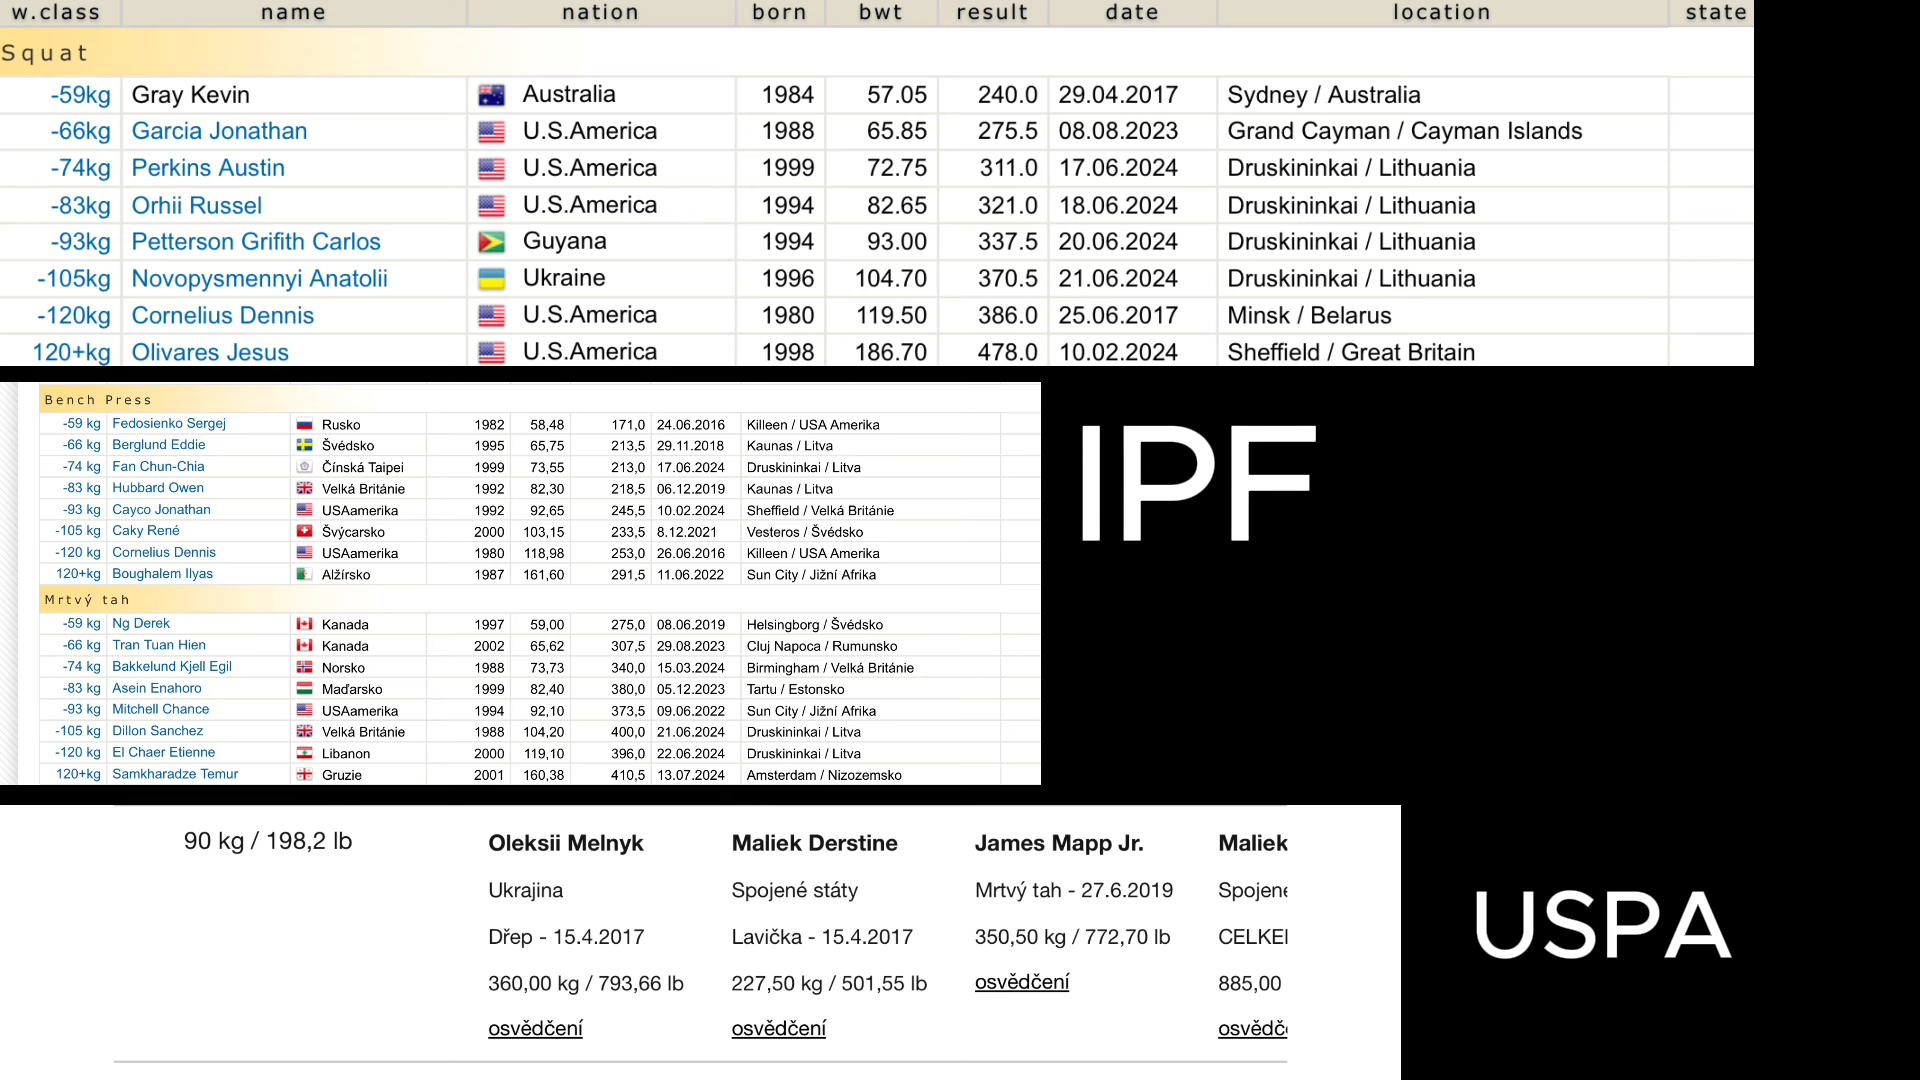 w.class name nation born bwt result date location state
Squat
-59kg Gray Kevin Australia 1984 57.05 240.0 29.04.2017 Sydney / Australia
-66kg Garcia Jonathan U.S.America 1988 65.85 275.5 08.08.2023 Grand Cayman / Cayman Islands
-74kg Perkins Austin U.S.America 1999 72.75 311.0 17.06.2024 Druskininkai / Lithuania
-83kg Orhii Russel U.S.America 1994 82.65 321.0 18.06.2024 Druskininkai / Lithuania
-93kg Petterson Grifith Carlos Guyana 1994 93.00 337.5 20.06.2024 Druskininkai / Lithuania
-105kg Novopysmennyi Anatolii Ukraine 1996 104.70 370.5 21.06.2024 Druskininkai / Lithuania
-120kg Cornelius Dennis U.S.America 1980 119.50 386.0 25.06.2017 Minsk / Belarus
120+kg Olivares Jesus U.S.America 1998 186.70 478.0 10.02.2024 Sheffield / Great Britain
Bench Press
-59 kg Fedosienko Sergej Rusko 1982 58,48 171,0 24.06.2016 Killeen / USA Amerika
-66 kg Berglund Eddie Švédsko 1995 65,75 213,5 29.11.2018 Kaunas / Litva
-74 kg Fan Chun-Chia Čínská Taipei 1999 73,55 213,0 17.06.2024 Druskininkai / Litva
-83 kg Hubbard Owen Velká Británie 1992 82,30 218,5 06.12.2019 Kaunas / Litva
-93 kg Cayco Jonathan USAamerika 1992 92,65 245,5 10.02.2024 Sheffield / Velká Británie
-105 kg Caky René Švýcarsko 2000 103,15 233,5 8.12.2021 Vesteros / Švédsko
-120 kg Cornelius Dennis USAamerika 1980 118,98 253,0 26.06.2016 Killeen / USA Amerika
120+kg Boughalem Ilyas Alžírsko 1987 161,60 291,5 11.06.2022 Sun City / Jižní Afrika
Mrtvý tah
-59 kg Ng Derek Kanada 1997 59,00 275,0 08.06.2019 Helsingborg / Švédsko
-66 kg Tran Tuan Hien Kanada 2002 65,62 307,5 29.08.2023 Cluj Napoca / Rumunsko
-74 kg Bakkelund Kjell Egil Norsko 1988 73,73 340,0 15.03.2024 Birmingham / Velká Británie
-83 kg Asein Enahoro Maďarsko 1999 82,40 380,0 05.12.2023 Tartu / Estonsko
-93 kg Mitchell Chance USAamerika 1994 92,10 373,5 09.06.2022 Sun City / Jižní Afrika
-105 kg Dillon Sanchez Velká Británie 1988 104,20 400,0 21.06.2024 Druskininkai / Litva
-120 kg El Chaer Etienne Libanon 2000 119,10 396,0 22.06.2024 Druskininkai / Litva
120+kg Samkharadze Temur Gruzie 2001 160,38 410,5 13.07.2024 Amsterdam / Nizozemsko
IPF
90 kg / 198,2 lb Oleksii Melnyk Maliek Derstine James Mapp Jr. Maliek
Ukrajina Spojené státy Mrtvý tah - 27.6.2019 Spojené
Dřep - 15.4.2017 Lavička - 15.4.2017 350,50 kg / 772,70 lb CELKE
360,00 kg / 793,66 lb 227,50 kg / 501,55 lb osvědčení 885,00
osvědčení osvědčení osvědč
USPA